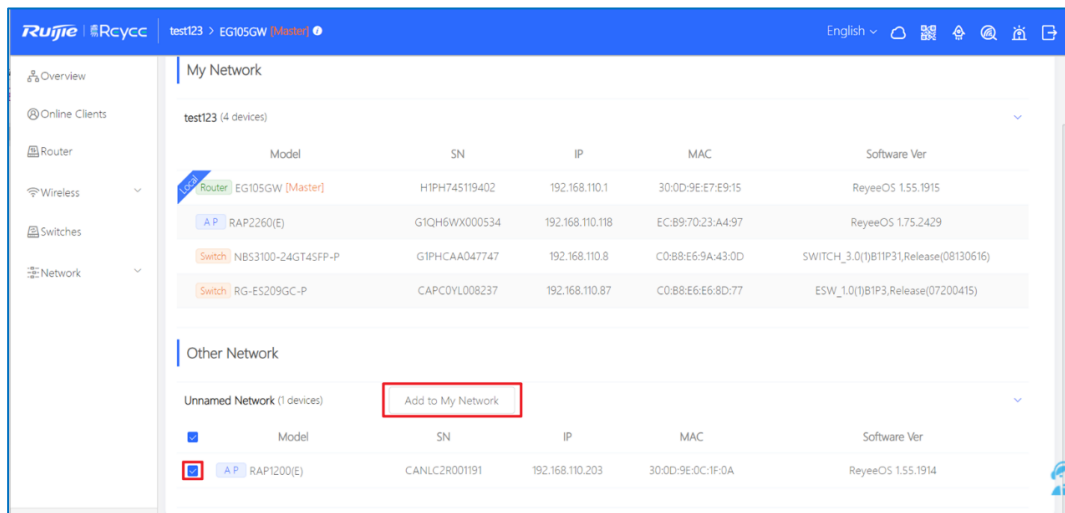 Ruijie Rcycc test123 > EG105GW [Master] English
Overview
Online Clients
Router
Wireless
Switches
Network
My Network
test123 (4 devices)
Model SN IP MAC Software Ver
Local Router EG105GW [Master] H1PH745119402 192.168.110.1 30:0D:9E:E7:E9:15 ReyeeOS 1.55.1915
AP RAP2260(E) G1QH6WX000534 192.168.110.118 EC:B9:70:23:A4:97 ReyeeOS 1.75.2429
Switch NBS3100-24GT4SFP-P G1PHCAA047747 192.168.110.8 C0:B8:E6:9A:43:0D SWITCH_3.0(1)B11P31,Release(08130616)
Switch RG-ES209GC-P CAPC0YL008237 192.168.110.87 C0:B8:E6:E6:8D:77 ESW_1.0(1)B1P3,Release(07200415)
Other Network
Unnamed Network (1 devices) Add to My Network
Model SN IP MAC Software Ver
AP RAP1200(E) CANLC2R001191 192.168.110.203 30:0D:9E:0C:1F:0A ReyeeOS 1.55.1914